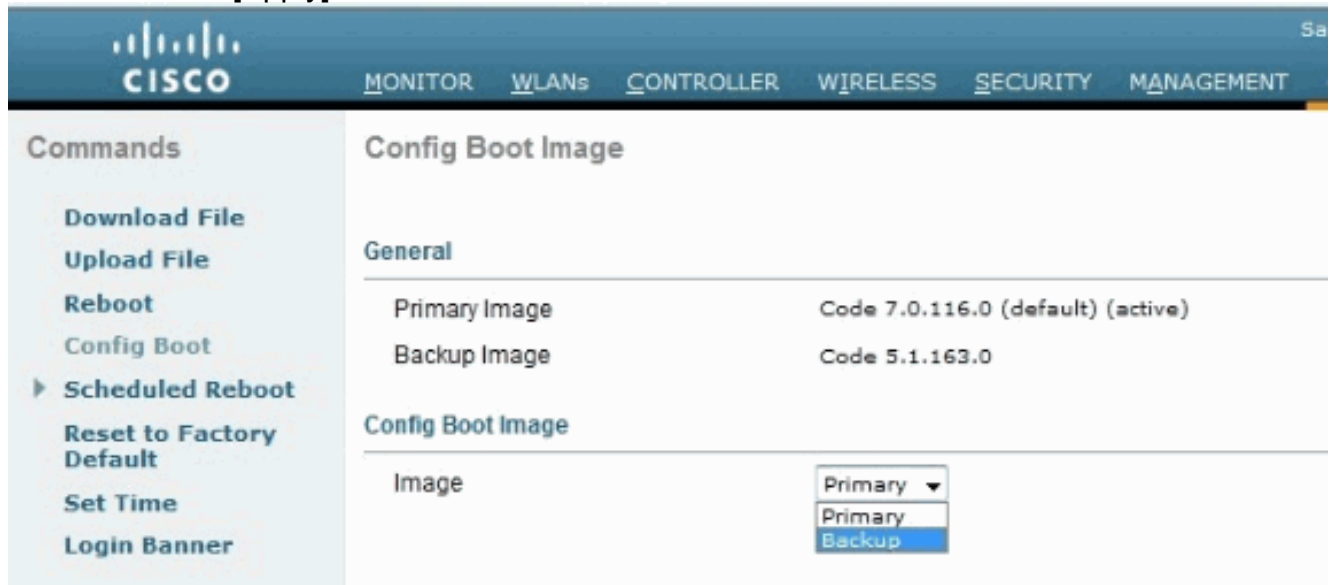 Sa
CISCO
MONITOR WLANs CONTROLLER WIRELESS SECURITY MANAGEMENT
Commands
Download File
Upload File
Reboot
Config Boot
Scheduled Reboot
Reset to Factory
Default
Set Time
Login Banner
Config Boot Image
General
Primary Image Code 7.0.116.0 (default) (active)
Backup Image Code 5.1.163.0
Config Boot Image
Image Primary
Primary
Backup